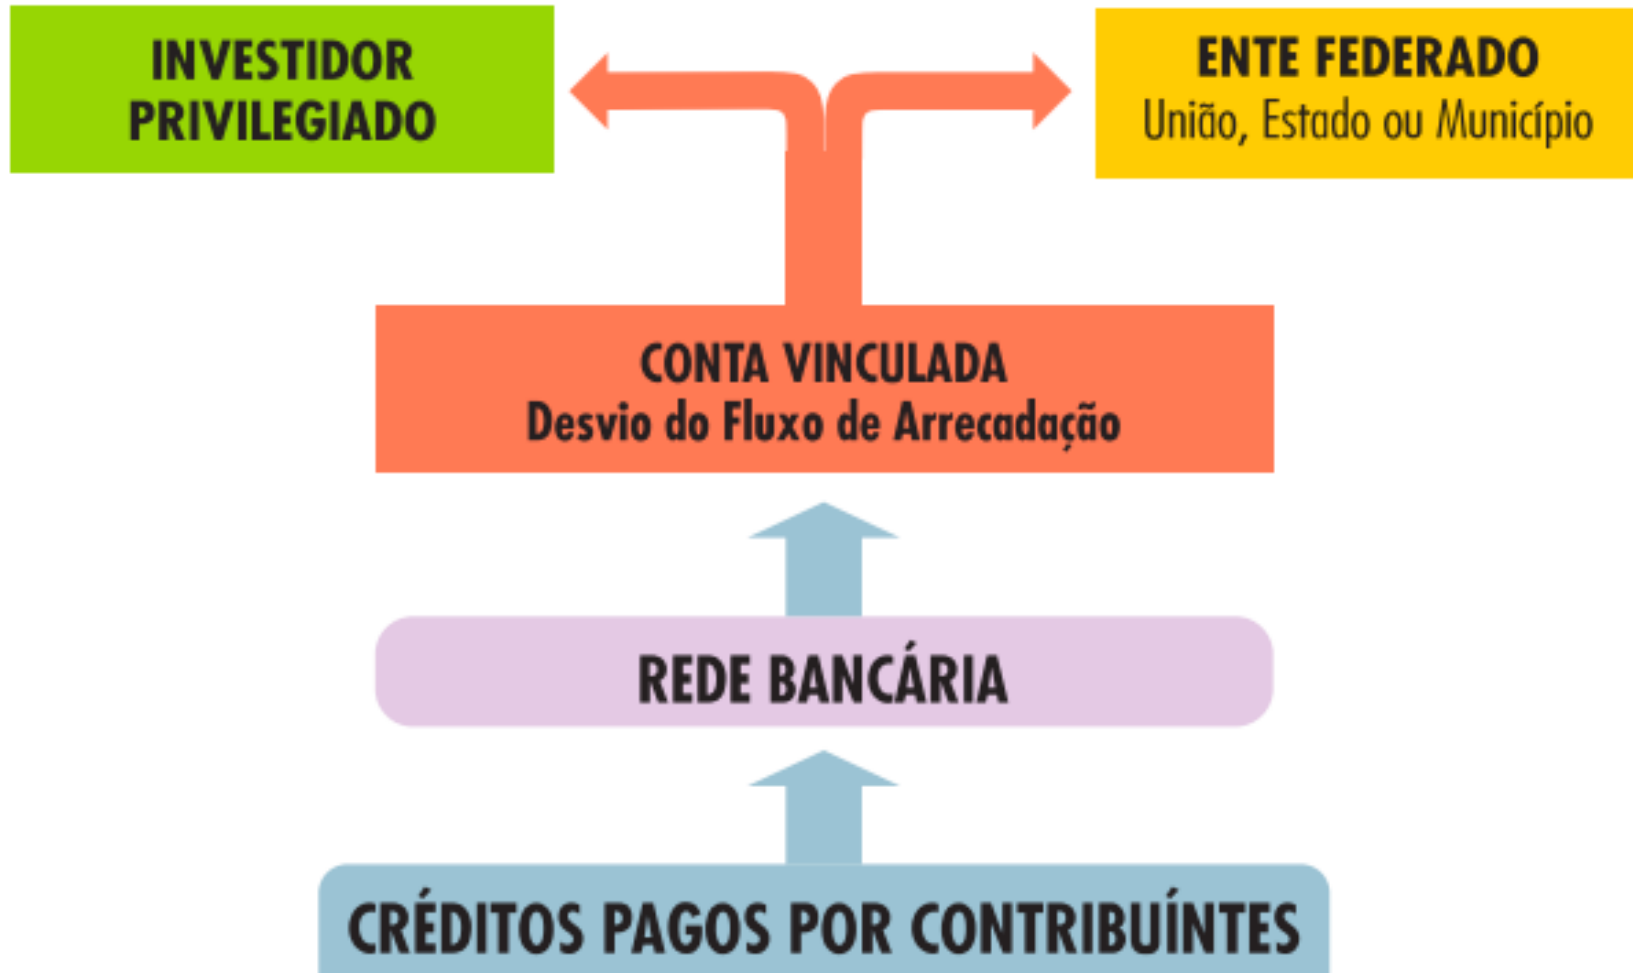 INVESTIDOR
PRIVILEGIADO
ENTE FEDERADO
União, Estado ou Município
CONTA VINCULADA
Desvio do Fluxo de Arrecadação
REDE BANCÁRIA
CRÉDITOS PAGOS POR CONTRIBUÍNTES